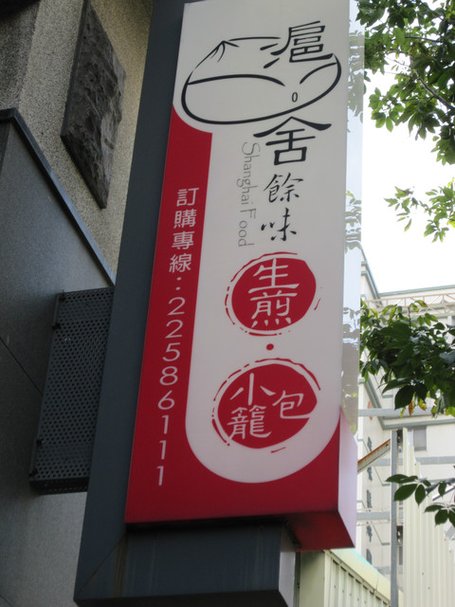 滬舍餘味
Shanghai Food
生煎
·
小籠包
訂購專線：22586111